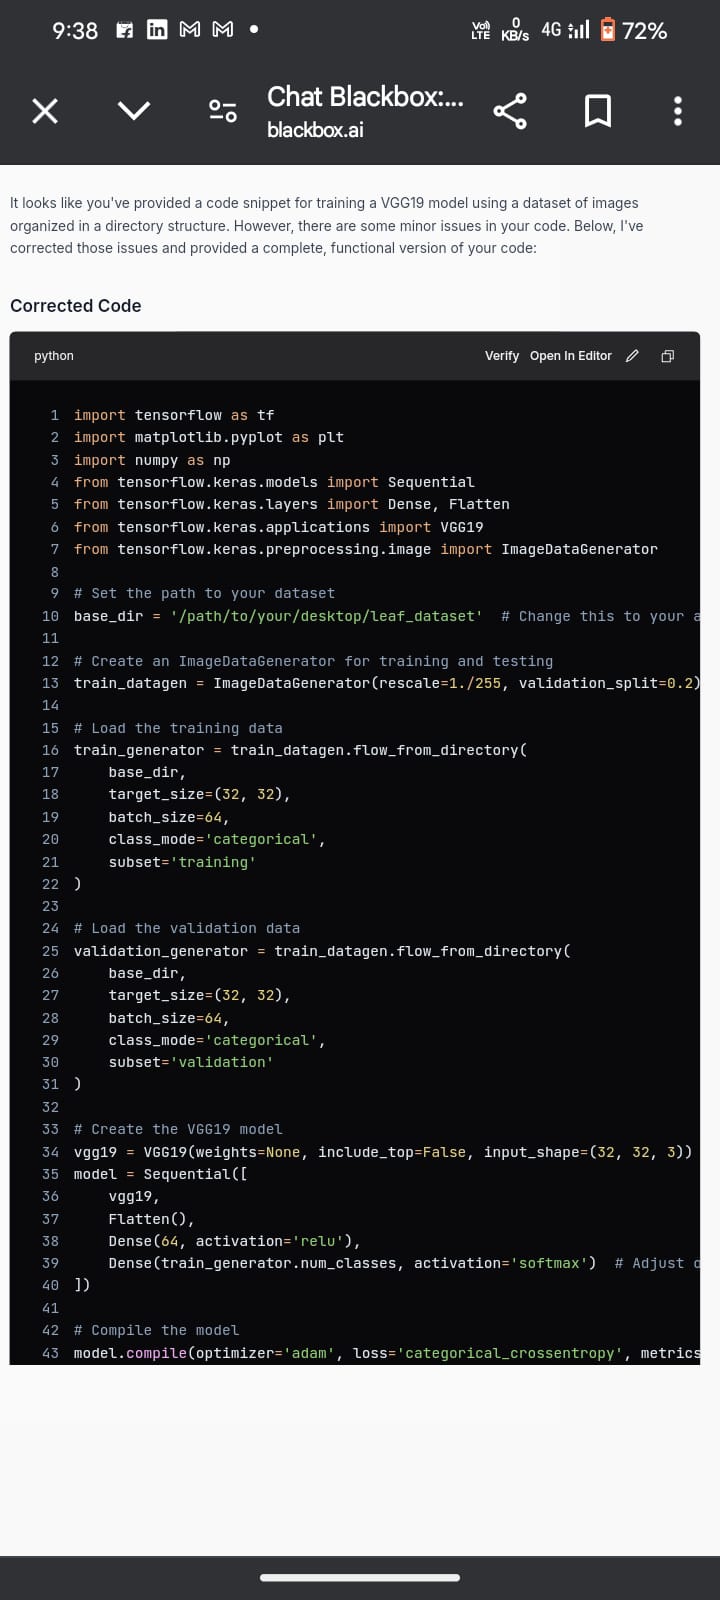 9:38
Vo)) LTE 0 KB/s 4G 72%
Chat Blackbox:...
blackbox.ai
It looks like you've provided a code snippet for training a VGG19 model using a dataset of images
organized in a directory structure. However, there are some minor issues in your code. Below, I've
corrected those issues and provided a complete, functional version of your code:
Corrected Code
python Verify Open In Editor
1 import tensorflow as tf
2 import matplotlib.pyplot as plt
3 import numpy as np
4 from tensorflow.keras.models import Sequential
5 from tensorflow.keras.layers import Dense, Flatten
6 from tensorflow.keras.applications import VGG19
7 from tensorflow.keras.preprocessing.image import ImageDataGenerator
8
9 # Set the path to your dataset
10 base_dir = '/path/to/your/desktop/leaf_dataset'  # Change this to your a
11
12 # Create an ImageDataGenerator for training and testing
13 train_datagen = ImageDataGenerator(rescale=1./255, validation_split=0.2)
14
15 # Load the training data
16 train_generator = train_datagen.flow_from_directory(
17     base_dir,
18     target_size=(32, 32),
19     batch_size=64,
20     class_mode='categorical',
21     subset='training'
22 )
23
24 # Load the validation data
25 validation_generator = train_datagen.flow_from_directory(
26     base_dir,
27     target_size=(32, 32),
28     batch_size=64,
29     class_mode='categorical',
30     subset='validation'
31 )
32
33 # Create the VGG19 model
34 vgg19 = VGG19(weights=None, include_top=False, input_shape=(32, 32, 3))
35 model = Sequential([
36     vgg19,
37     Flatten(),
38     Dense(64, activation='relu'),
39     Dense(train_generator.num_classes, activation='softmax')  # Adjust o
40 ])
41
42 # Compile the model
43 model.compile(optimizer='adam', loss='categorical_crossentropy', metrics